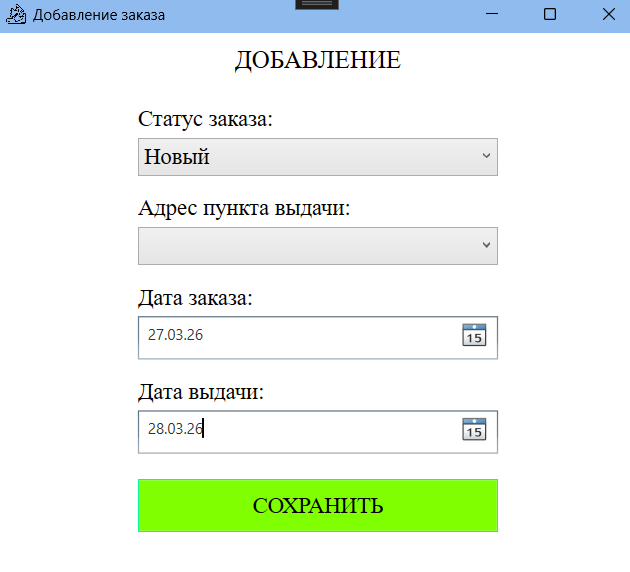 Добавление заказа
ДОБАВЛЕНИЕ
Статус заказа:
Новый
Адрес пункта выдачи:
Дата заказа:
27.03.26
15
Дата выдачи:
28.03.26
15
СОХРАНИТЬ